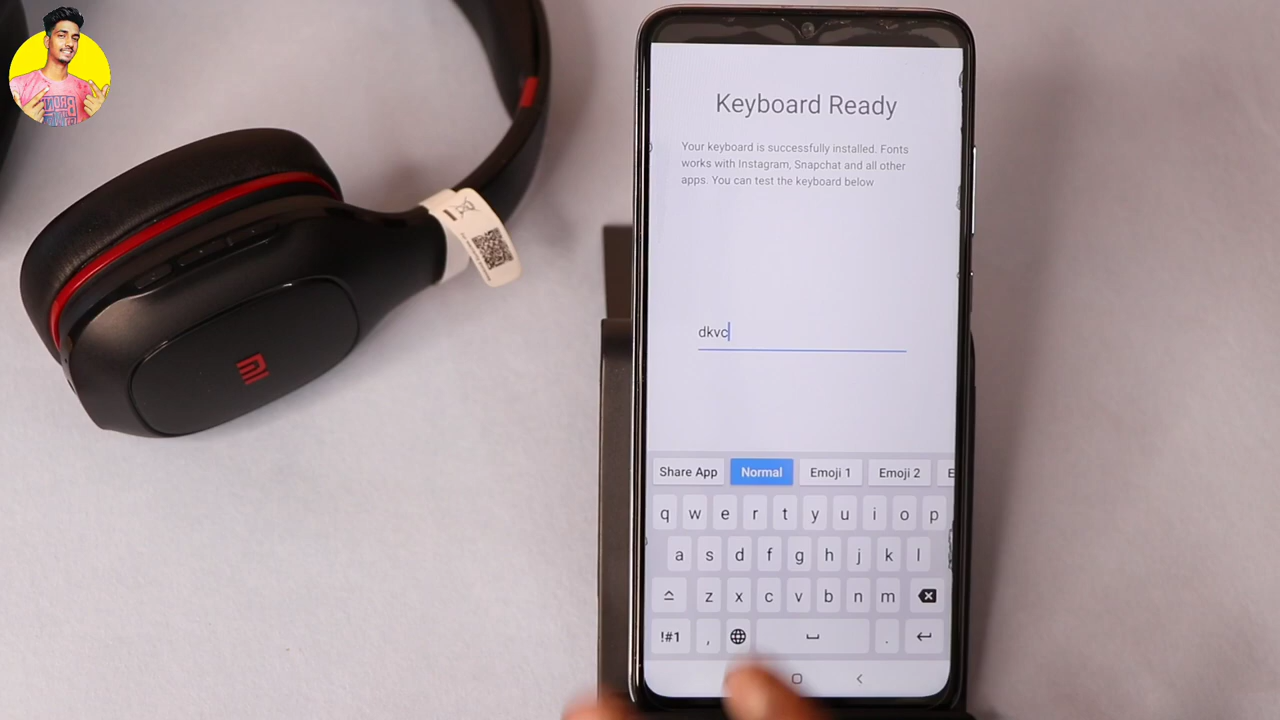 Keyboard Ready
Your keyboard is successfully installed. Fonts
works with Instagram, Snapchat and all other
apps. You can test the keyboard below
dkvc
Share App Normal Emoji 1 Emoji 2 E
q w e r t y u i o p
a s d f g h j k l
z x c v b n m
!#1 , .